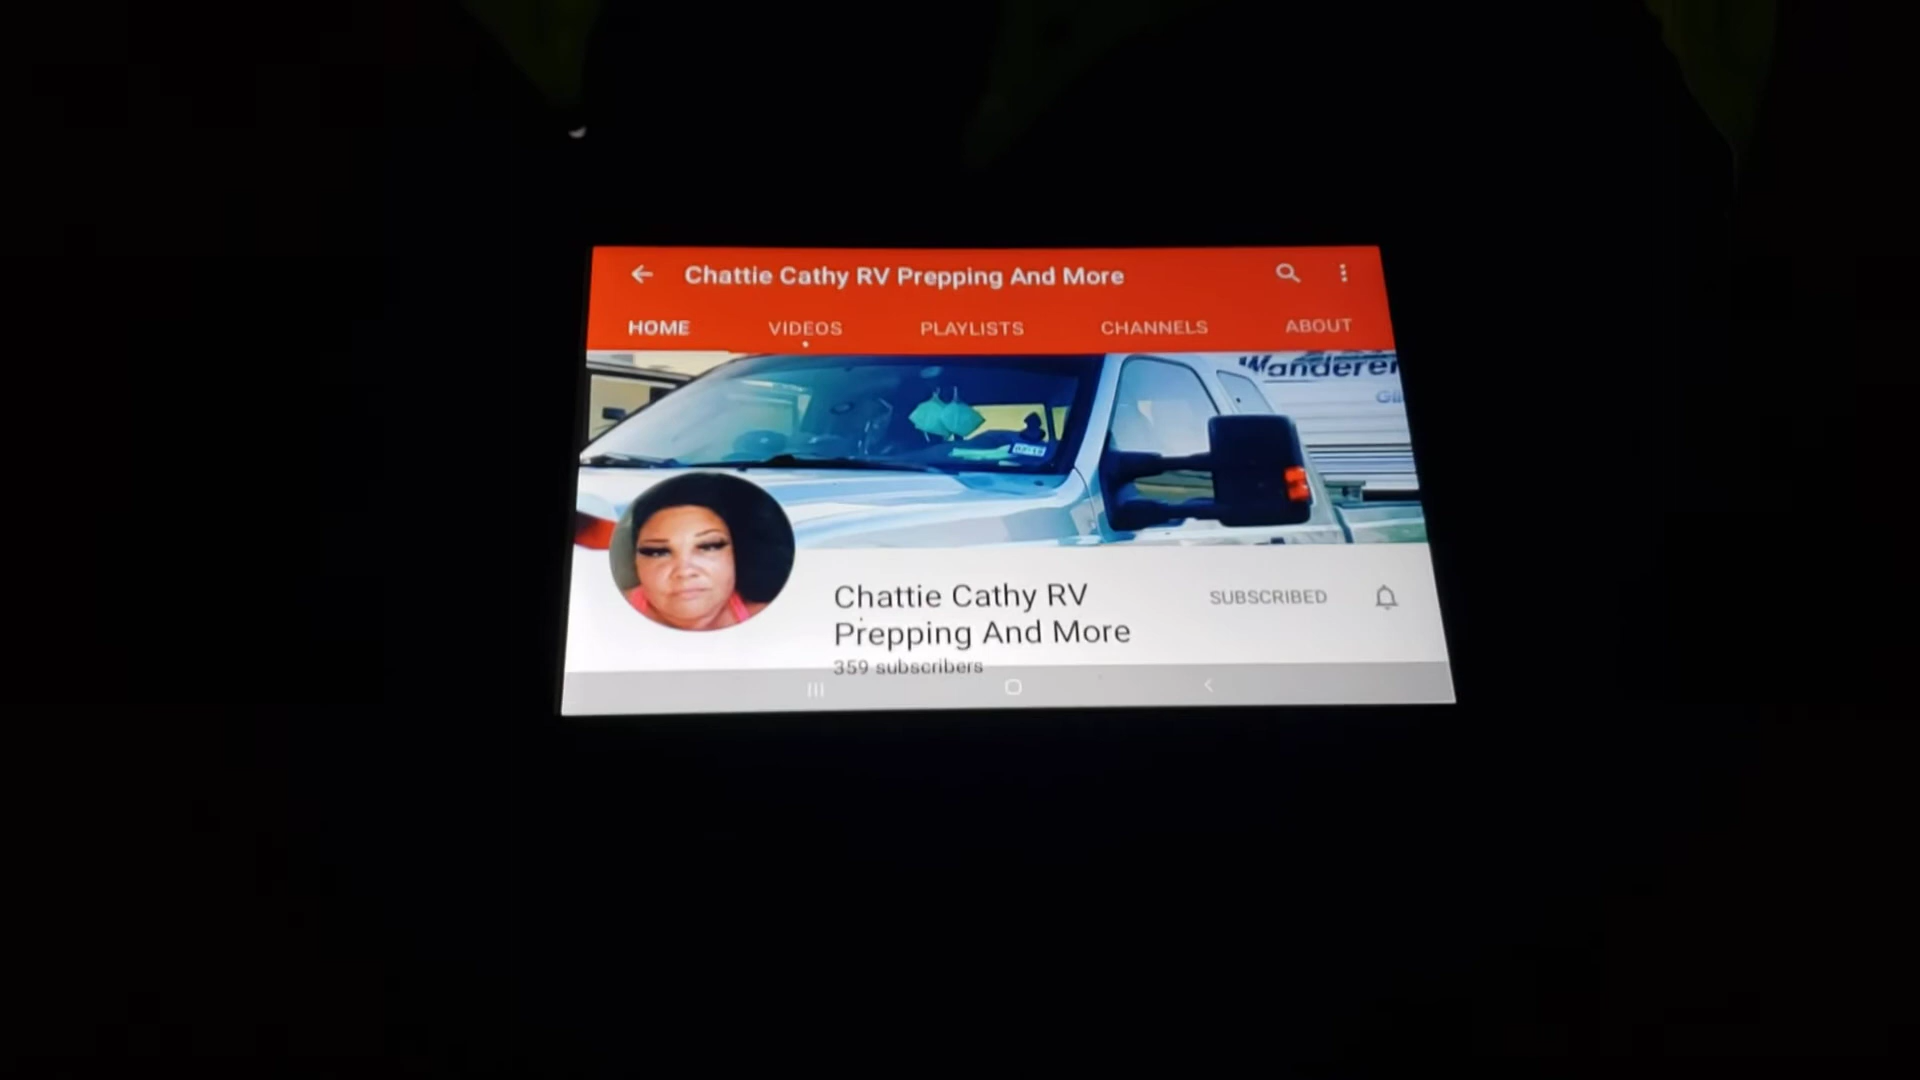 Chattie Cathy RV Prepping And More
HOME VIDEOS PLAYLISTS CHANNELS ABOUT
Wanderer
Chattie Cathy RV
Prepping And More
SUBSCRIBED
359 subscribers